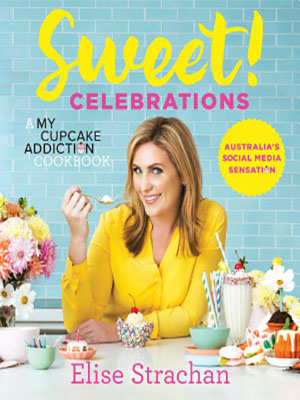 Sweet!
CELEBRATIONS
A MY
CUPCAKE
ADDICTION
COOKBOOK
AUSTRALIA'S
SOCIAL MEDIA
SENSATION
Elise Strachan